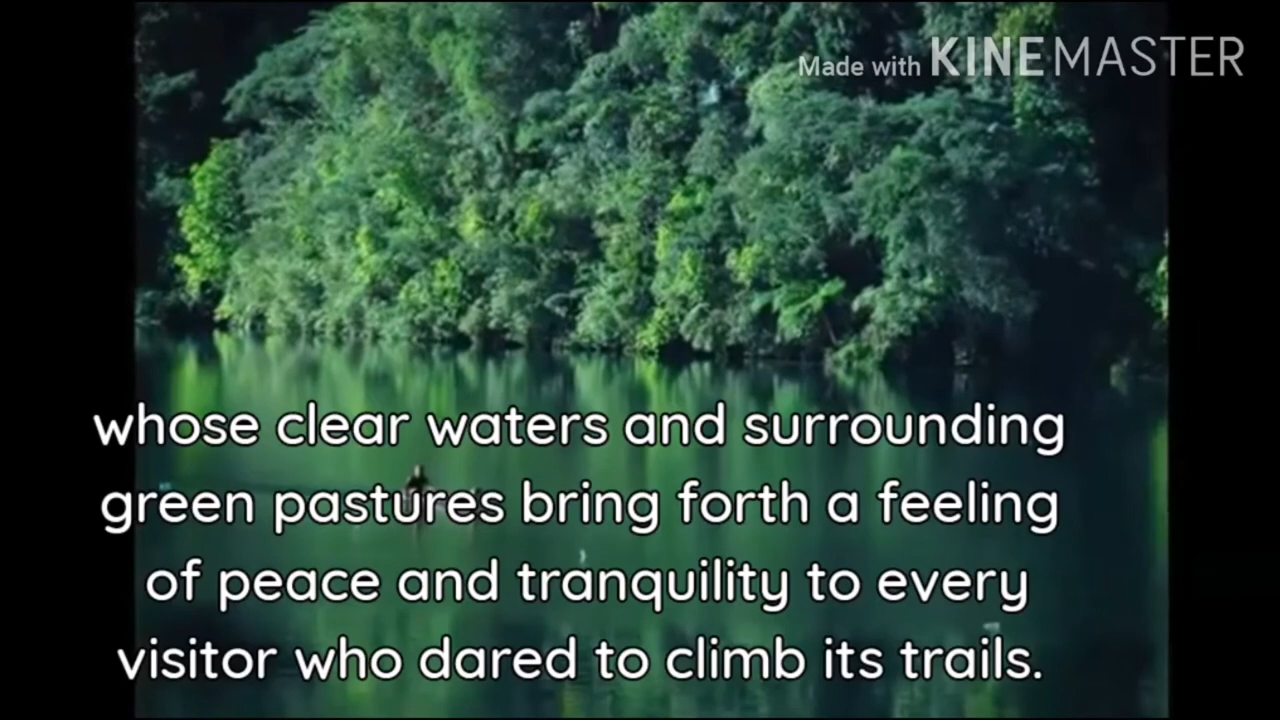 Made with KINEMASTER
whose clear waters and surrounding
green pastures bring forth a feeling
of peace and tranquility to every
visitor who dared to climb its trails.